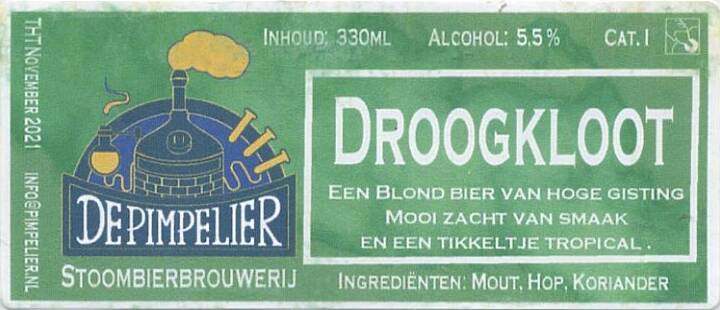 THT NOVEMBER 2021 INFO@PIMPELIER.NL
INHOUD: 330ML ALCOHOL: 5,5% CAT. I
DE PIMPELIER
STOOMBIERBROUWERIJ
DROOGKLOOT
EEN BLOND BIER VAN HOGE GISTING
MOOI ZACHT VAN SMAAK
EN EEN TIKKELTJE TROPICAL.
INGREDIËNTEN: MOUT, HOP, KORIANDER